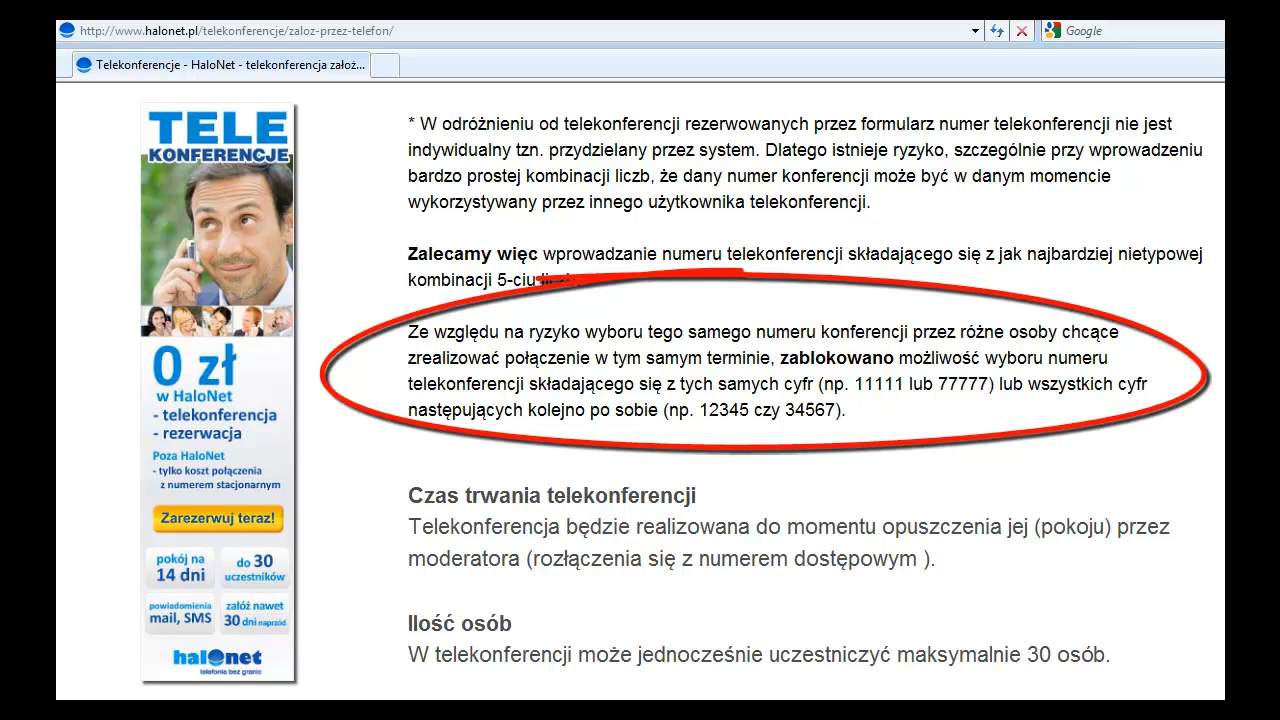 http://www.halonet.pl/telekonferencje/zaloz-przez-telefon/
Google
Telekonferencje - HaloNet - telekonferencja założ...
TELE
KONFERENCJE
0 zł
w HaloNet
- telekonferencja
- rezerwacja
Poza HaloNet
- tylko koszt połączenia
z numerem stacjonarnym
Zarezerwuj teraz!
pokój na
14 dni
do 30
uczestników
powiadomienia
mail, SMS
załóż nawet
30 dni naprzód
halonet
telefonia bez granic
* W odróżnieniu od telekonferencji rezerwowanych przez formularz numer telekonferencji nie jest
indywidualny tzn. przydzielany przez system. Dlatego istnieje ryzyko, szczególnie przy wprowadzeniu
bardzo prostej kombinacji liczb, że dany numer konferencji może być w danym momencie
wykorzystywany przez innego użytkownika telekonferencji.
Zalecamy więc wprowadzanie numeru telekonferencji składającego się z jak najbardziej nietypowej
kombinacji 5-ciu
Ze względu na ryzyko wyboru tego samego numeru konferencji przez różne osoby chcące
zrealizować połączenie w tym samym terminie, zablokowano możliwość wyboru numeru
telekonferencji składającego się z tych samych cyfr (np. 11111 lub 77777) lub wszystkich cyfr
następujących kolejno po sobie (np. 12345 czy 34567).
Czas trwania telekonferencji
Telekonferencja będzie realizowana do momentu opuszczenia jej (pokoju) przez
moderatora (rozłączenia się z numerem dostępowym ).
Ilość osób
W telekonferencji może jednocześnie uczestniczyć maksymalnie 30 osób.